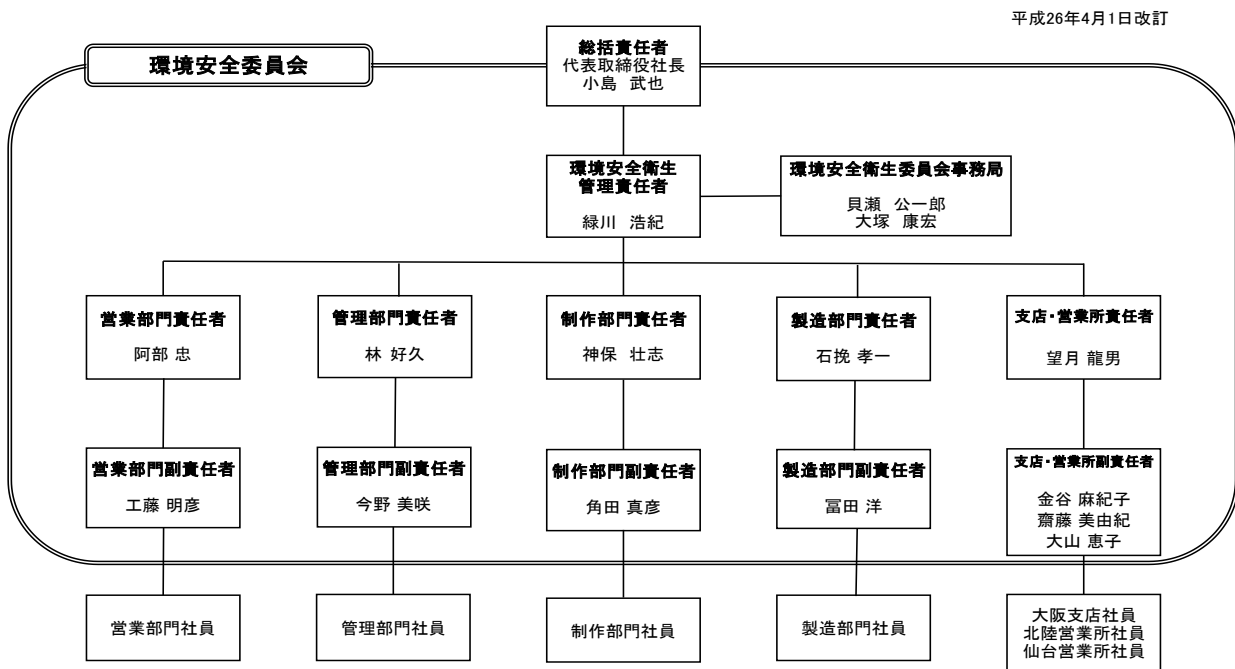 平成26年4月1日改訂
環境安全委員会
総括責任者
代表取締役社長
小島 武也
環境安全衛生
管理責任者
緑川 浩紀
環境安全衛生委員会事務局
貝瀬 公一郎
大塚 康宏
営業部門責任者
阿部 忠
管理部門責任者
林 好久
制作部門責任者
神保 壮志
製造部門責任者
石挽 孝一
支店・営業所責任者
望月 龍男
営業部門副責任者
工藤 明彦
管理部門副責任者
今野 美咲
制作部門副責任者
角田 真彦
製造部門副責任者
冨田 洋
支店・営業所副責任者
金谷 麻紀子
齋藤 美由紀
大山 恵子
営業部門社員
管理部門社員
制作部門社員
製造部門社員
大阪支店社員
北陸営業所社員
仙台営業所社員